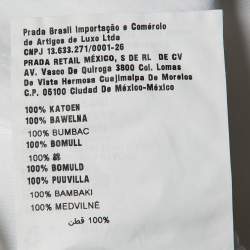 Prada Brasil Importação e Comércio
de Artigos de Luxo Ltda
CNPJ 13.633.271/0001-26
PRADA RETAIL MÉXICO, S DE RL DE CV
AV. Vasco De Quiroga 3800 Col. Lomas
De Vista Hermosa Cuajimalpa De Morelos
C.P. 05100 Ciudad De México-México
100% KATOEN
100% BAWELNA
100% BUMBAC
100% BOMULL
100% 綿
100% BOMULD
100% PUUVILLA
100% BAMBAKI
100% MEDVILNĖ
100% قطن